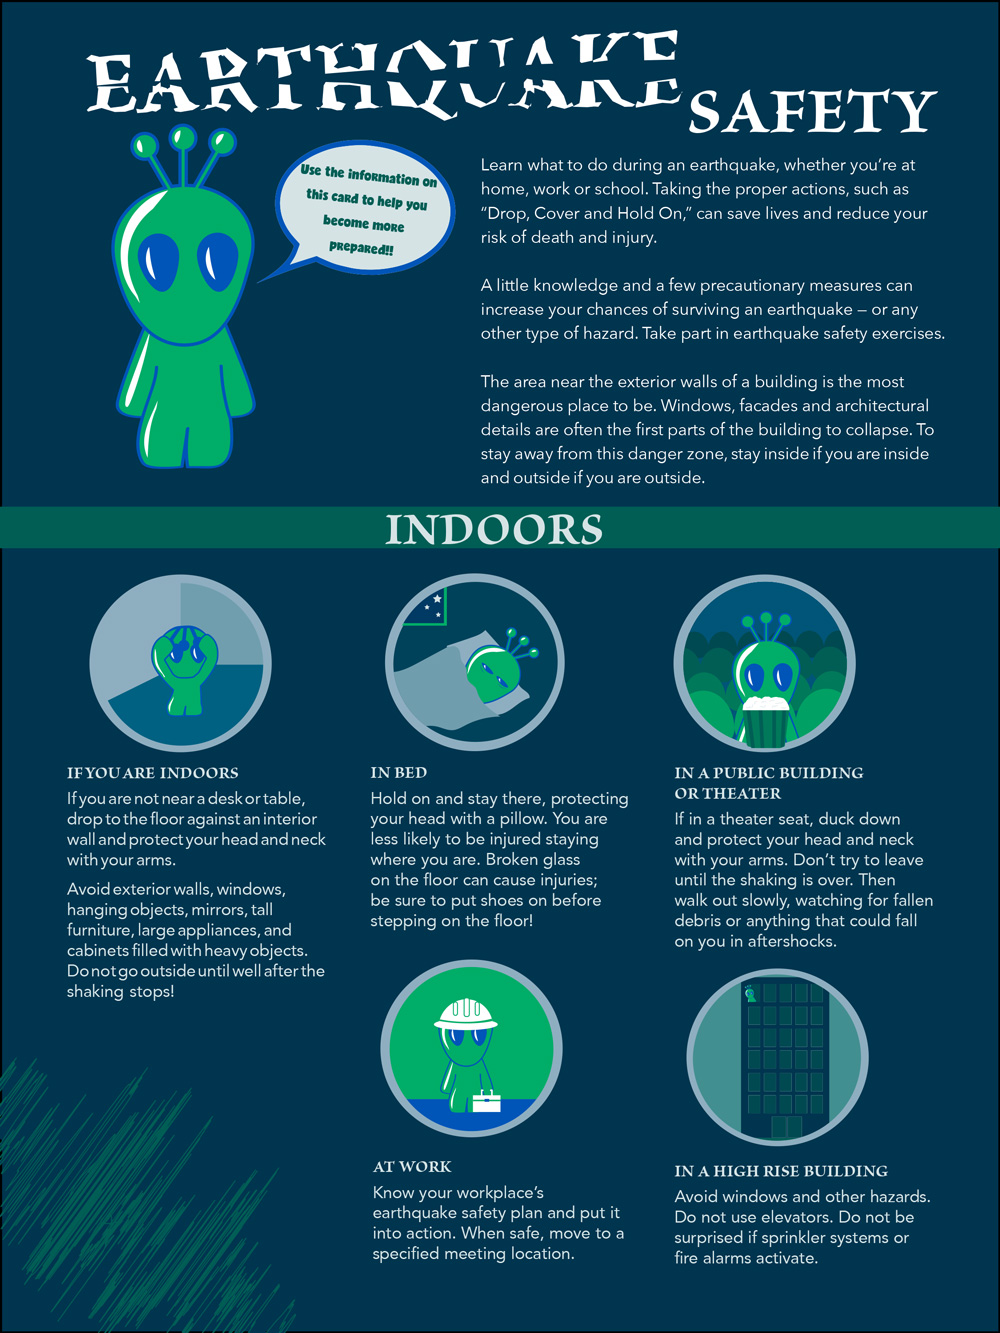 EARTHQUAKE
SAFETY
Use the information on
this card to help you
become more
prepared!!
Learn what to do during an earthquake, whether you’re at
home, work or school. Taking the proper actions, such as
“Drop, Cover and Hold On,” can save lives and reduce your
risk of death and injury.
A little knowledge and a few precautionary measures can
increase your chances of surviving an earthquake – or any
other type of hazard. Take part in earthquake safety exercises.
The area near the exterior walls of a building is the most
dangerous place to be. Windows, facades and architectural
details are often the first parts of the building to collapse. To
stay away from this danger zone, stay inside if you are inside
and outside if you are outside.
INDOORS
IF YOU ARE INDOORS
If you are not near a desk or table,
drop to the floor against an interior
wall and protect your head and neck
with your arms.
Avoid exterior walls, windows,
hanging objects, mirrors, tall
furniture, large appliances, and
cabinets filled with heavy objects.
Do not go outside until well after the
shaking stops!
IN BED
Hold on and stay there, protecting
your head with a pillow. You are
less likely to be injured staying
where you are. Broken glass
on the floor can cause injuries;
be sure to put shoes on before
stepping on the floor!
IN A PUBLIC BUILDING
OR THEATER
If in a theater seat, duck down
and protect your head and neck
with your arms. Don’t try to leave
until the shaking is over. Then
walk out slowly, watching for fallen
debris or anything that could fall
on you in aftershocks.
AT WORK
Know your workplace’s
earthquake safety plan and put it
into action. When safe, move to a
specified meeting location.
IN A HIGH RISE BUILDING
Avoid windows and other hazards.
Do not use elevators. Do not be
surprised if sprinkler systems or
fire alarms activate.